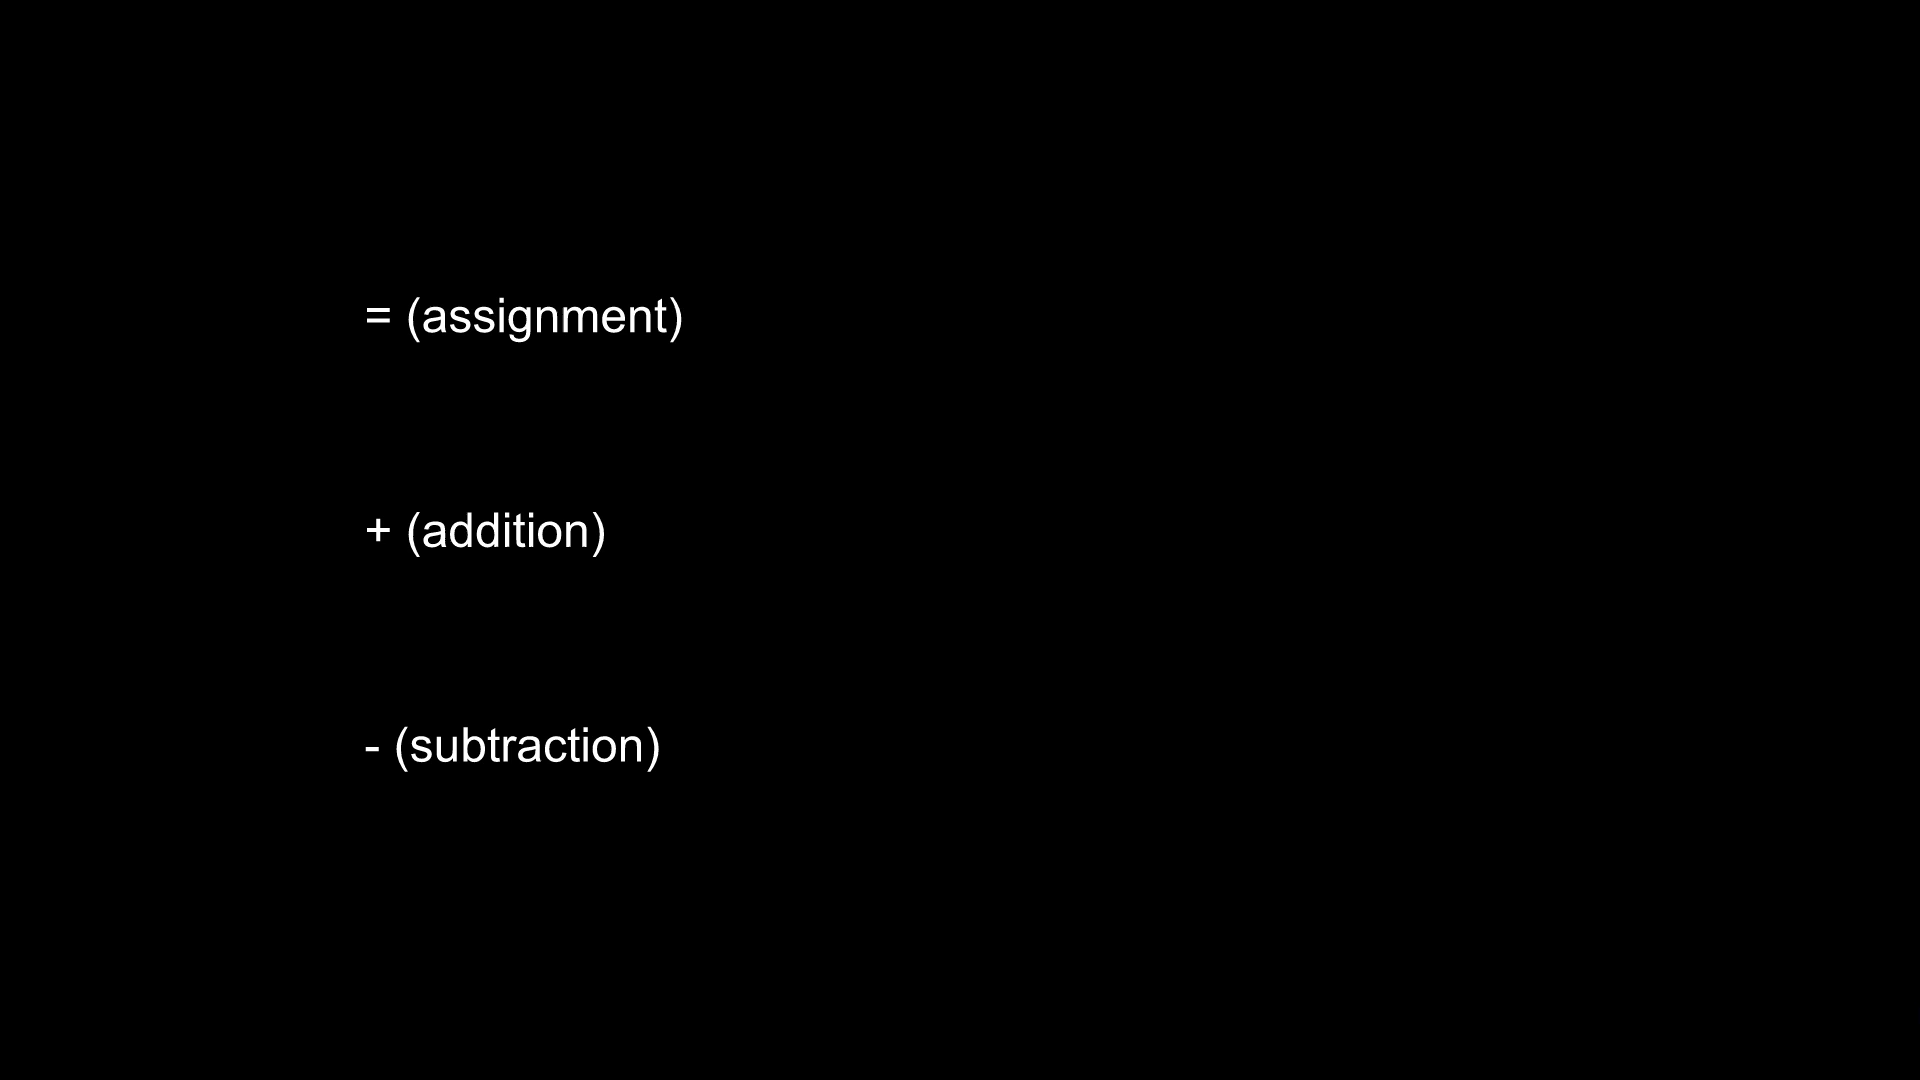 = (assignment)
+ (addition)
- (subtraction)